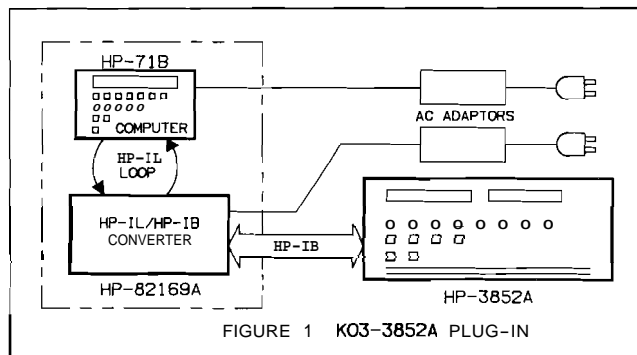 HP-71B
COMPUTER
AC ADAPTORS
HP-IL
LOOP
HP-IL/HP-IB
CONVERTER
HP-IB
HP-82169A
HP-3852A
FIGURE 1 K03-3852A PLUG-IN